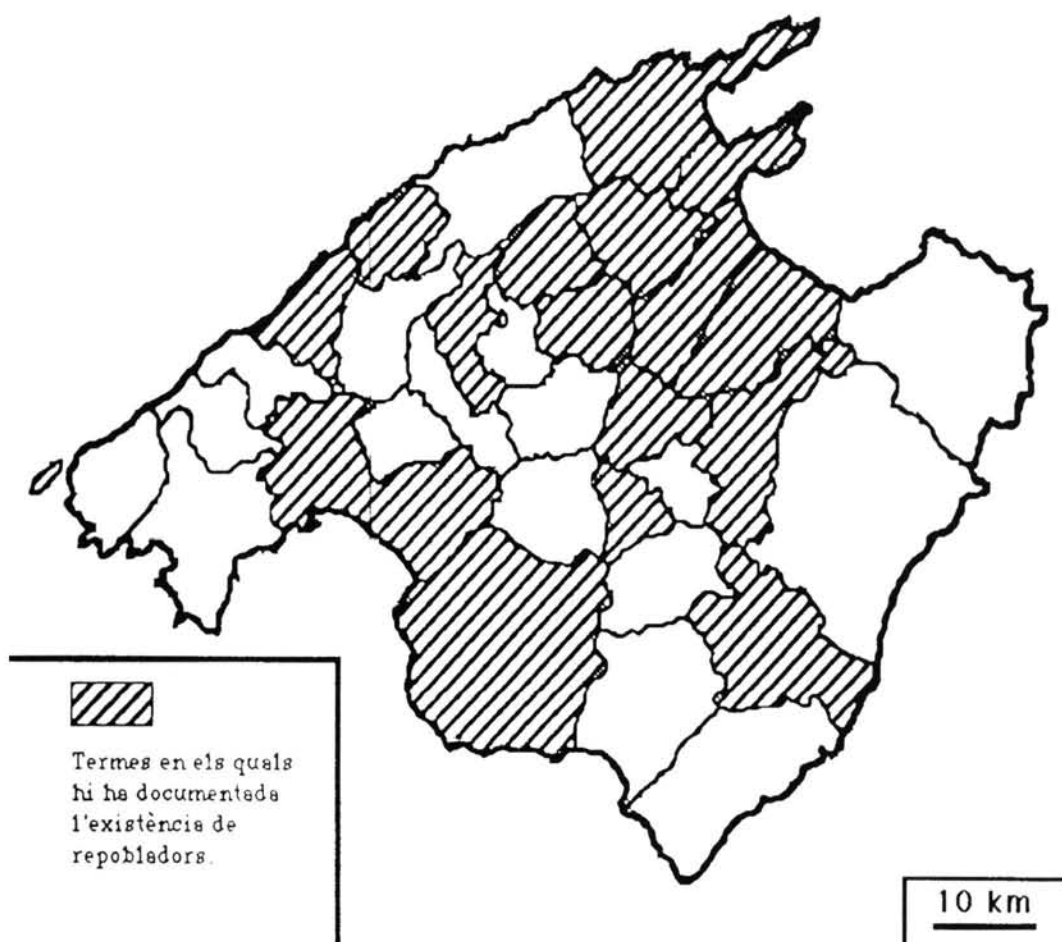 Termes en els quals
hi ha documentada
l'existència de
repobladors.
10 km